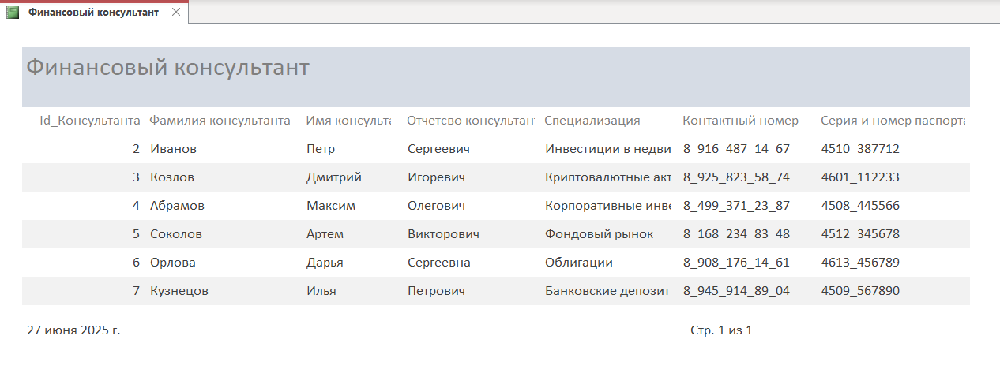 Финансовый консультант
Финансовый консультант
Id_Консультанта Фамилия консультанта Имя консульта Отчетсво консультан Специализация Контактный номер Серия и номер паспорта
2 Иванов Петр Сергеевич Инвестиции в недви 8_916_487_14_67 4510_387712
3 Козлов Дмитрий Игоревич Криптовалютные акт 8_925_823_58_74 4601_112233
4 Абрамов Максим Олегович Корпоративные инве 8_499_371_23_87 4508_445566
5 Соколов Артем Викторович Фондовый рынок 8_168_234_83_48 4512_345678
6 Орлова Дарья Сергеевна Облигации 8_908_176_14_61 4613_456789
7 Кузнецов Илья Петрович Банковские депозит 8_945_914_89_04 4509_567890
27 июня 2025 г. Стр. 1 из 1